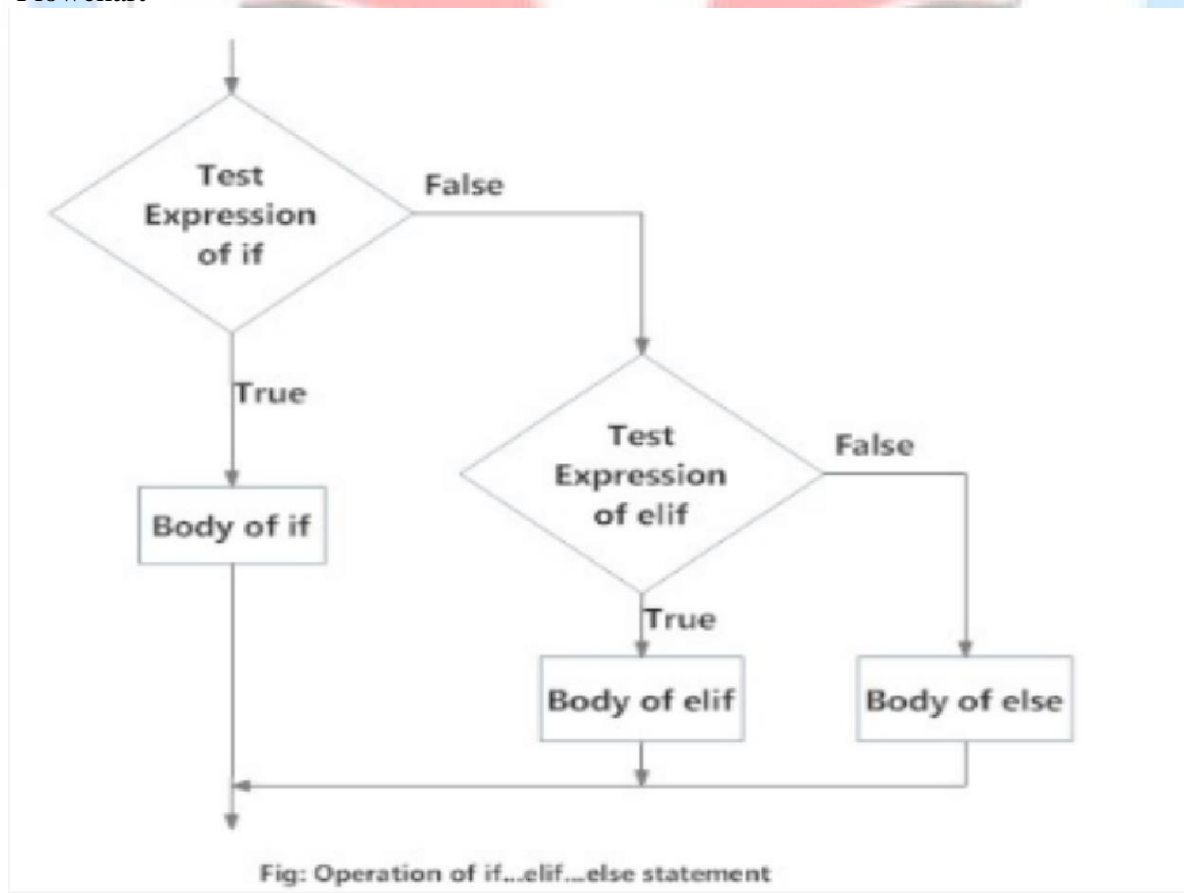 Test
Expression
of if
False
True
Body of if
Test
Expression
of elif
False
True
Body of elif
Body of else
Fig: Operation of if...elif...else statement